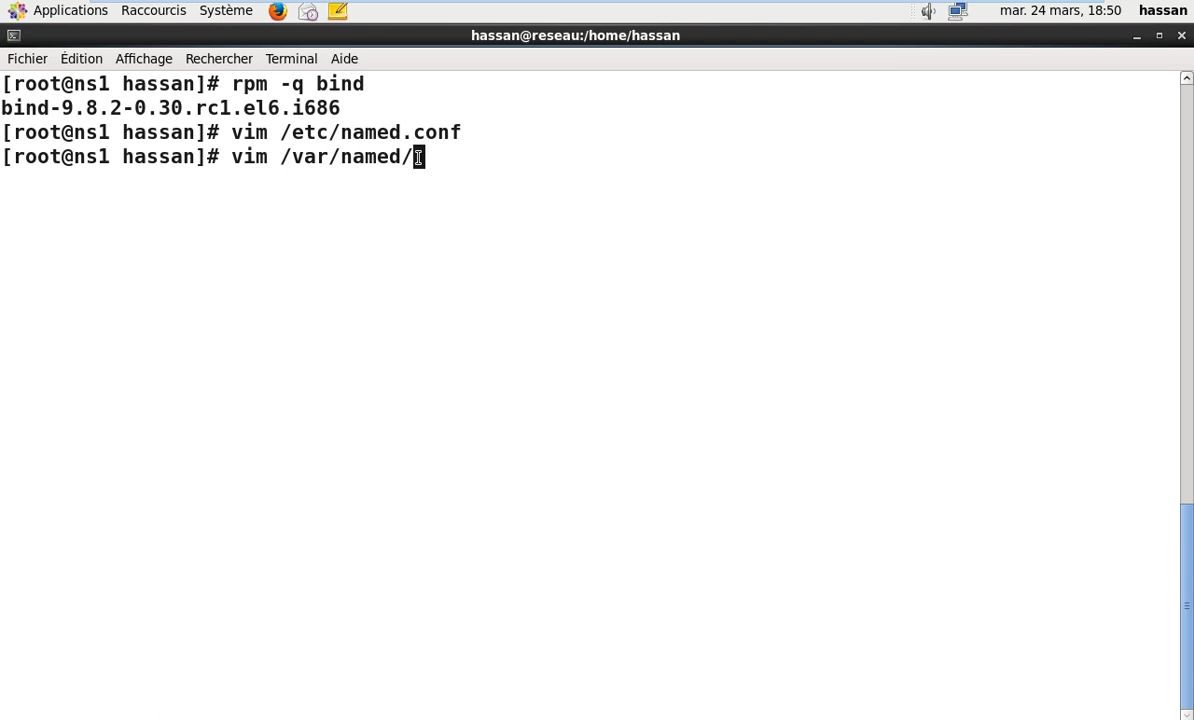 Applications Raccourcis Système mar. 24 mars, 18:50 hassan
hassan@reseau:/home/hassan
Fichier Édition Affichage Rechercher Terminal Aide
[root@ns1 hassan]# rpm -q bind
bind-9.8.2-0.30.rc1.el6.i686
[root@ns1 hassan]# vim /etc/named.conf
[root@ns1 hassan]# vim /var/named/